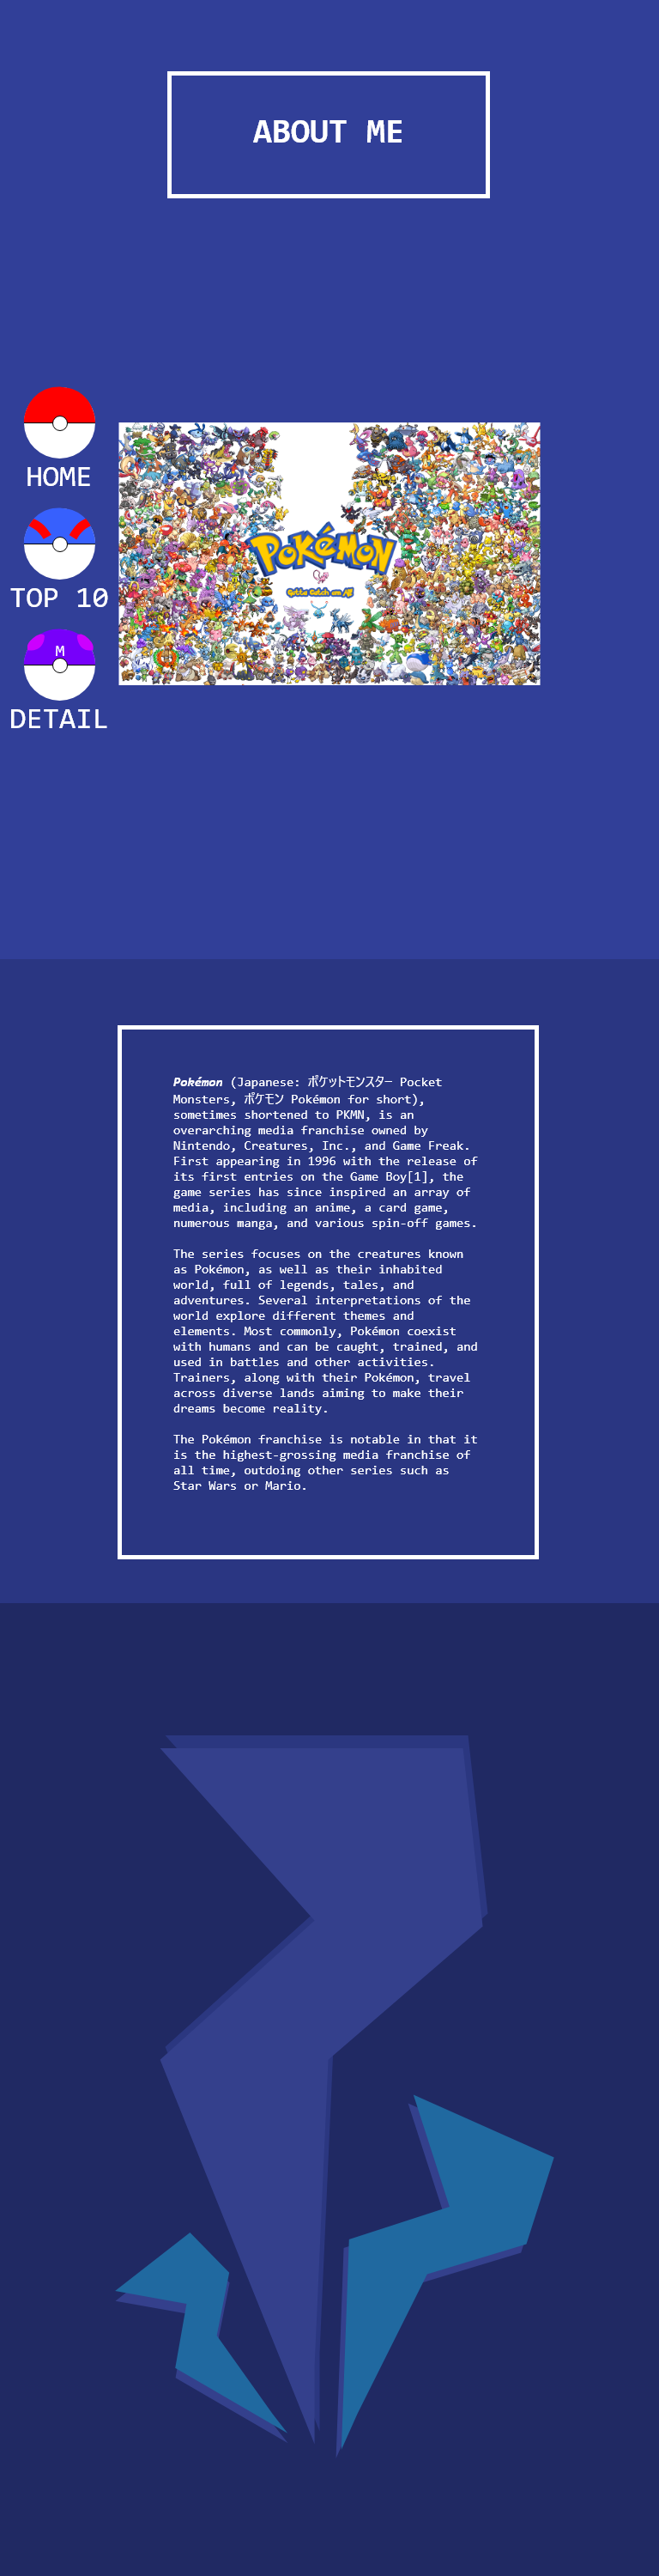 ABOUT ME
HOME
TOP 10
M
DETAIL
POKéMON
Gotta Catch em All
Pokémon (Japanese: ポケットモンスター Pocket
Monsters, ポケモン Pokémon for short),
sometimes shortened to PKMN, is an
overarching media franchise owned by
Nintendo, Creatures, Inc., and Game Freak.
First appearing in 1996 with the release of
its first entries on the Game Boy[1], the
game series has since inspired an array of
media, including an anime, a card game,
numerous manga, and various spin-off games.
The series focuses on the creatures known
as Pokémon, as well as their inhabited
world, full of legends, tales, and
adventures. Several interpretations of the
world explore different themes and
elements. Most commonly, Pokémon coexist
with humans and can be caught, trained, and
used in battles and other activities.
Trainers, along with their Pokémon, travel
across diverse lands aiming to make their
dreams become reality.
The Pokémon franchise is notable in that it
is the highest-grossing media franchise of
all time, outdoing other series such as
Star Wars or Mario.